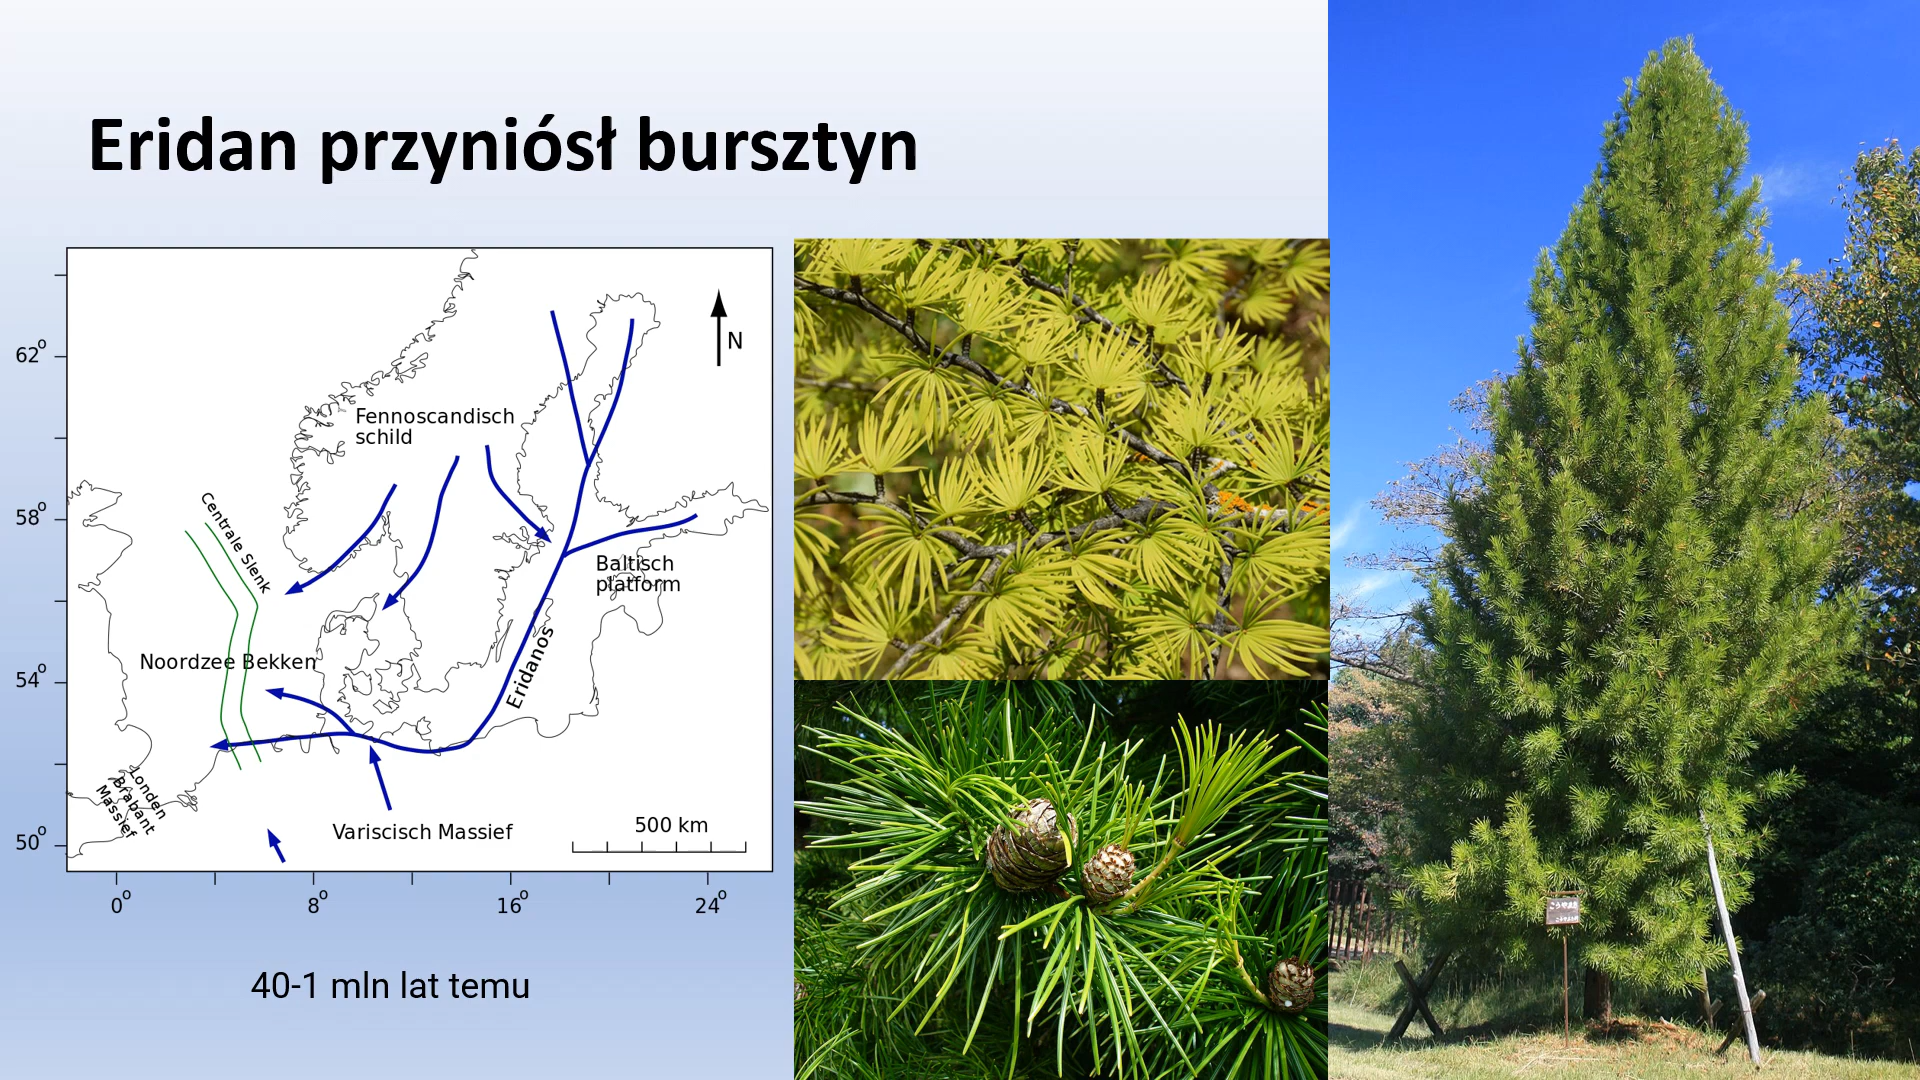 Eridan przyniósł bursztyn
62°
58°
54°
50°
0°
8°
16°
24°
N
Fennoscandisch
schild
Centrale Slenk
Baltisch
platform
Noordzee Bekken
Eridanos
Londen
Brabant
Massief
Variscisch Massief
500 km
40-1 mln lat temu